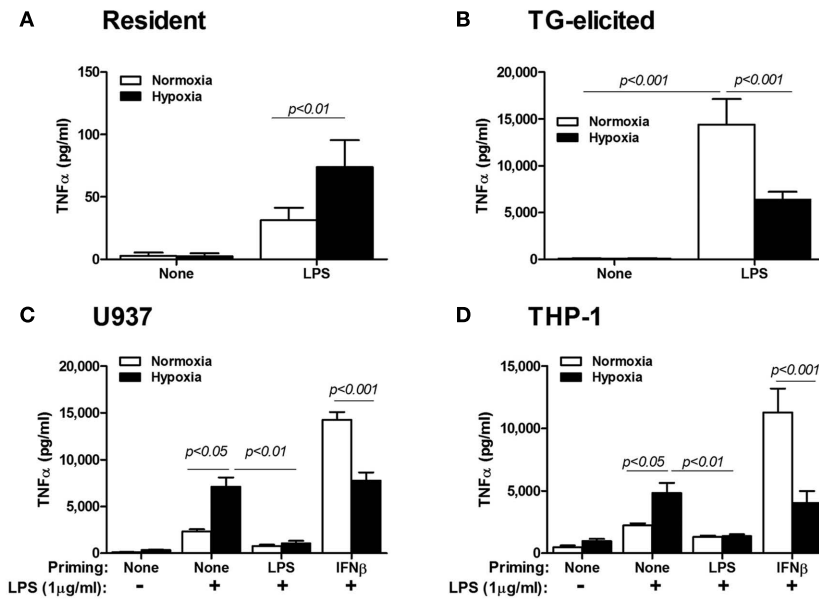 A Resident
150
100
50
0
TNFα (pg/ml)
Normoxia
Hypoxia
p<0.01
None LPS
B TG-elicited
20,000
15,000
10,000
5,000
0
TNFα (pg/ml)
Normoxia
Hypoxia
p<0.001 p<0.001
None LPS
C U937
20,000
15,000
10,000
5,000
0
TNFα (pg/ml)
Normoxia
Hypoxia
p<0.05 p<0.01
p<0.001
Priming: None None LPS IFNβ
LPS (1μg/ml): - + + +
D THP-1
15,000
10,000
5,000
0
TNFα (pg/ml)
Normoxia
Hypoxia
p<0.05 p<0.01
p<0.001
Priming: None None LPS IFNβ
LPS (1μg/ml): - + + +